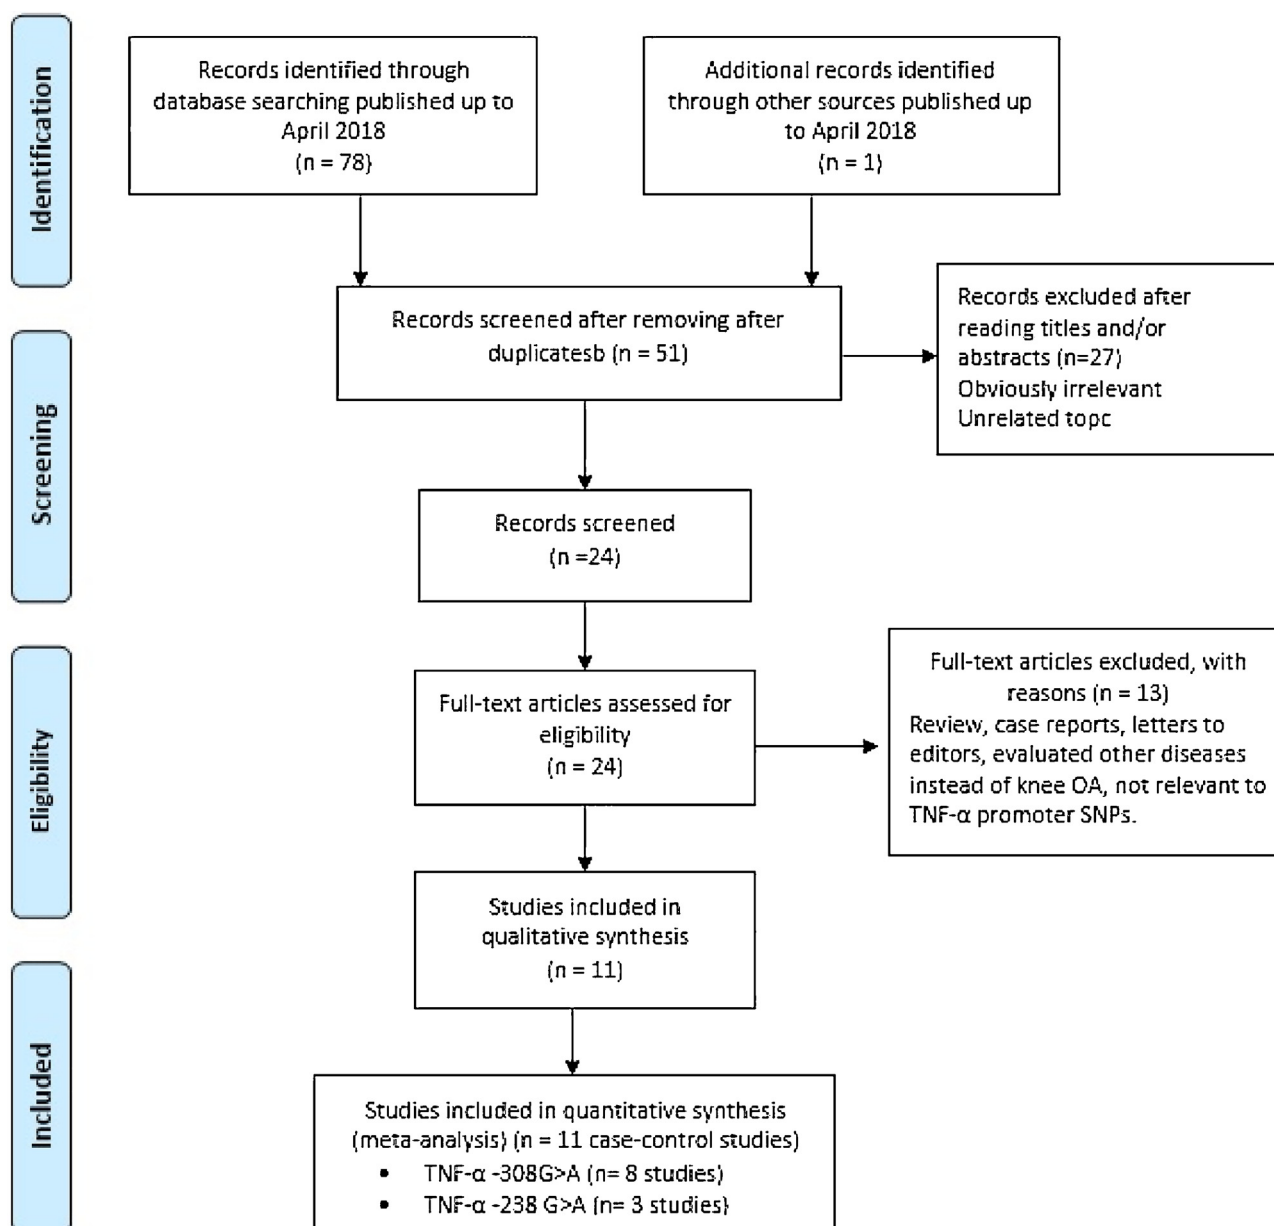 Identification
Records identified through
database searching published up to
April 2018
(n = 78)
Additional records identified
through other sources published up
to April 2018
(n = 1)
Records screened after removing after
duplicatesb (n = 51)
Records excluded after
reading titles and/or
abstracts (n=27)
Obviously irrelevant
Unrelated topc
Screening
Records screened
(n =24)
Eligibility
Full-text articles assessed for
eligibility
(n = 24)
Full-text articles excluded, with
reasons (n = 13)
Review, case reports, letters to
editors, evaluated other diseases
instead of knee OA, not relevant to
TNF-α promoter SNPs.
Studies included in
qualitative synthesis
(n = 11)
Included
Studies included in quantitative synthesis
(meta-analysis) (n = 11 case-control studies)
• TNF-α -308G>A (n= 8 studies)
• TNF-α -238 G>A (n= 3 studies)